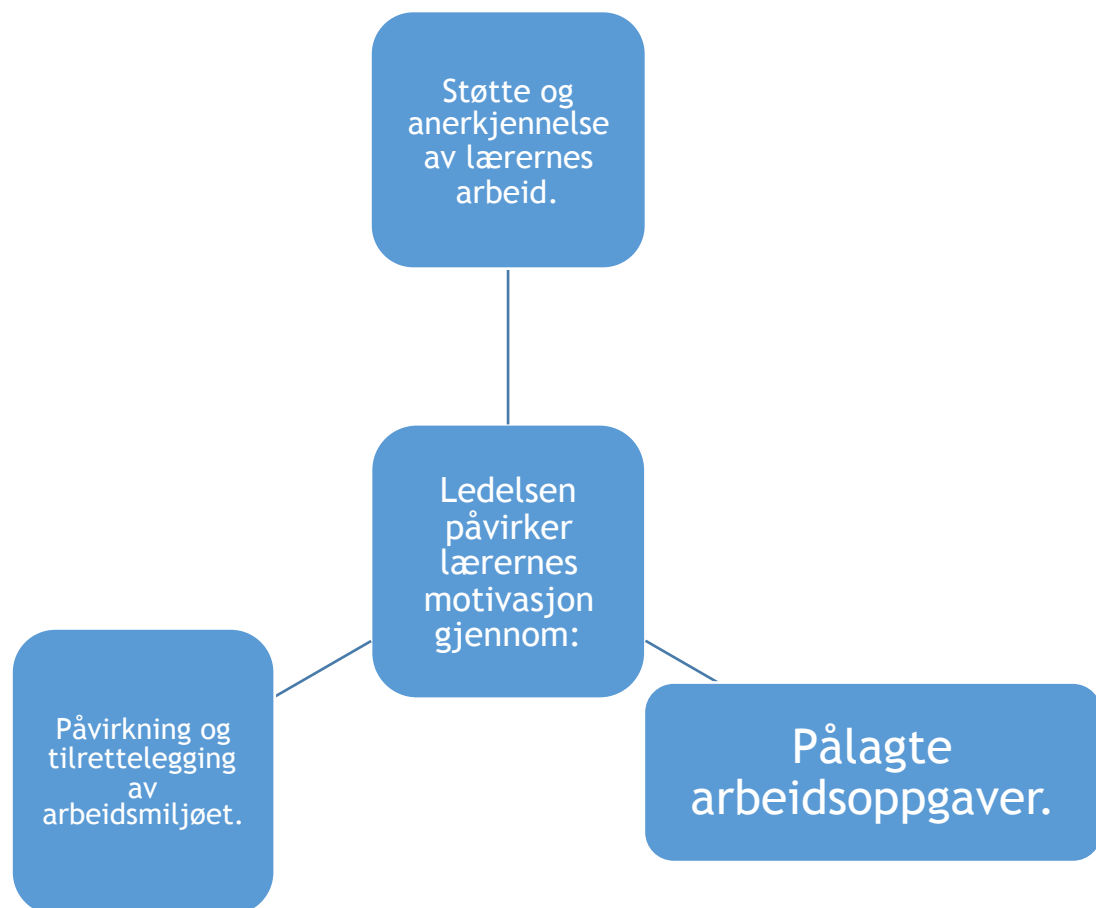 Støtte og
anerkjennelse
av lærernes
arbeid.
Ledelsen
påvirker
lærernes
motivasjon
gjennom:
Påvirkning og
tilrettelegging
av
arbeidsmiljøet.
Pålagte
arbeidsoppgaver.